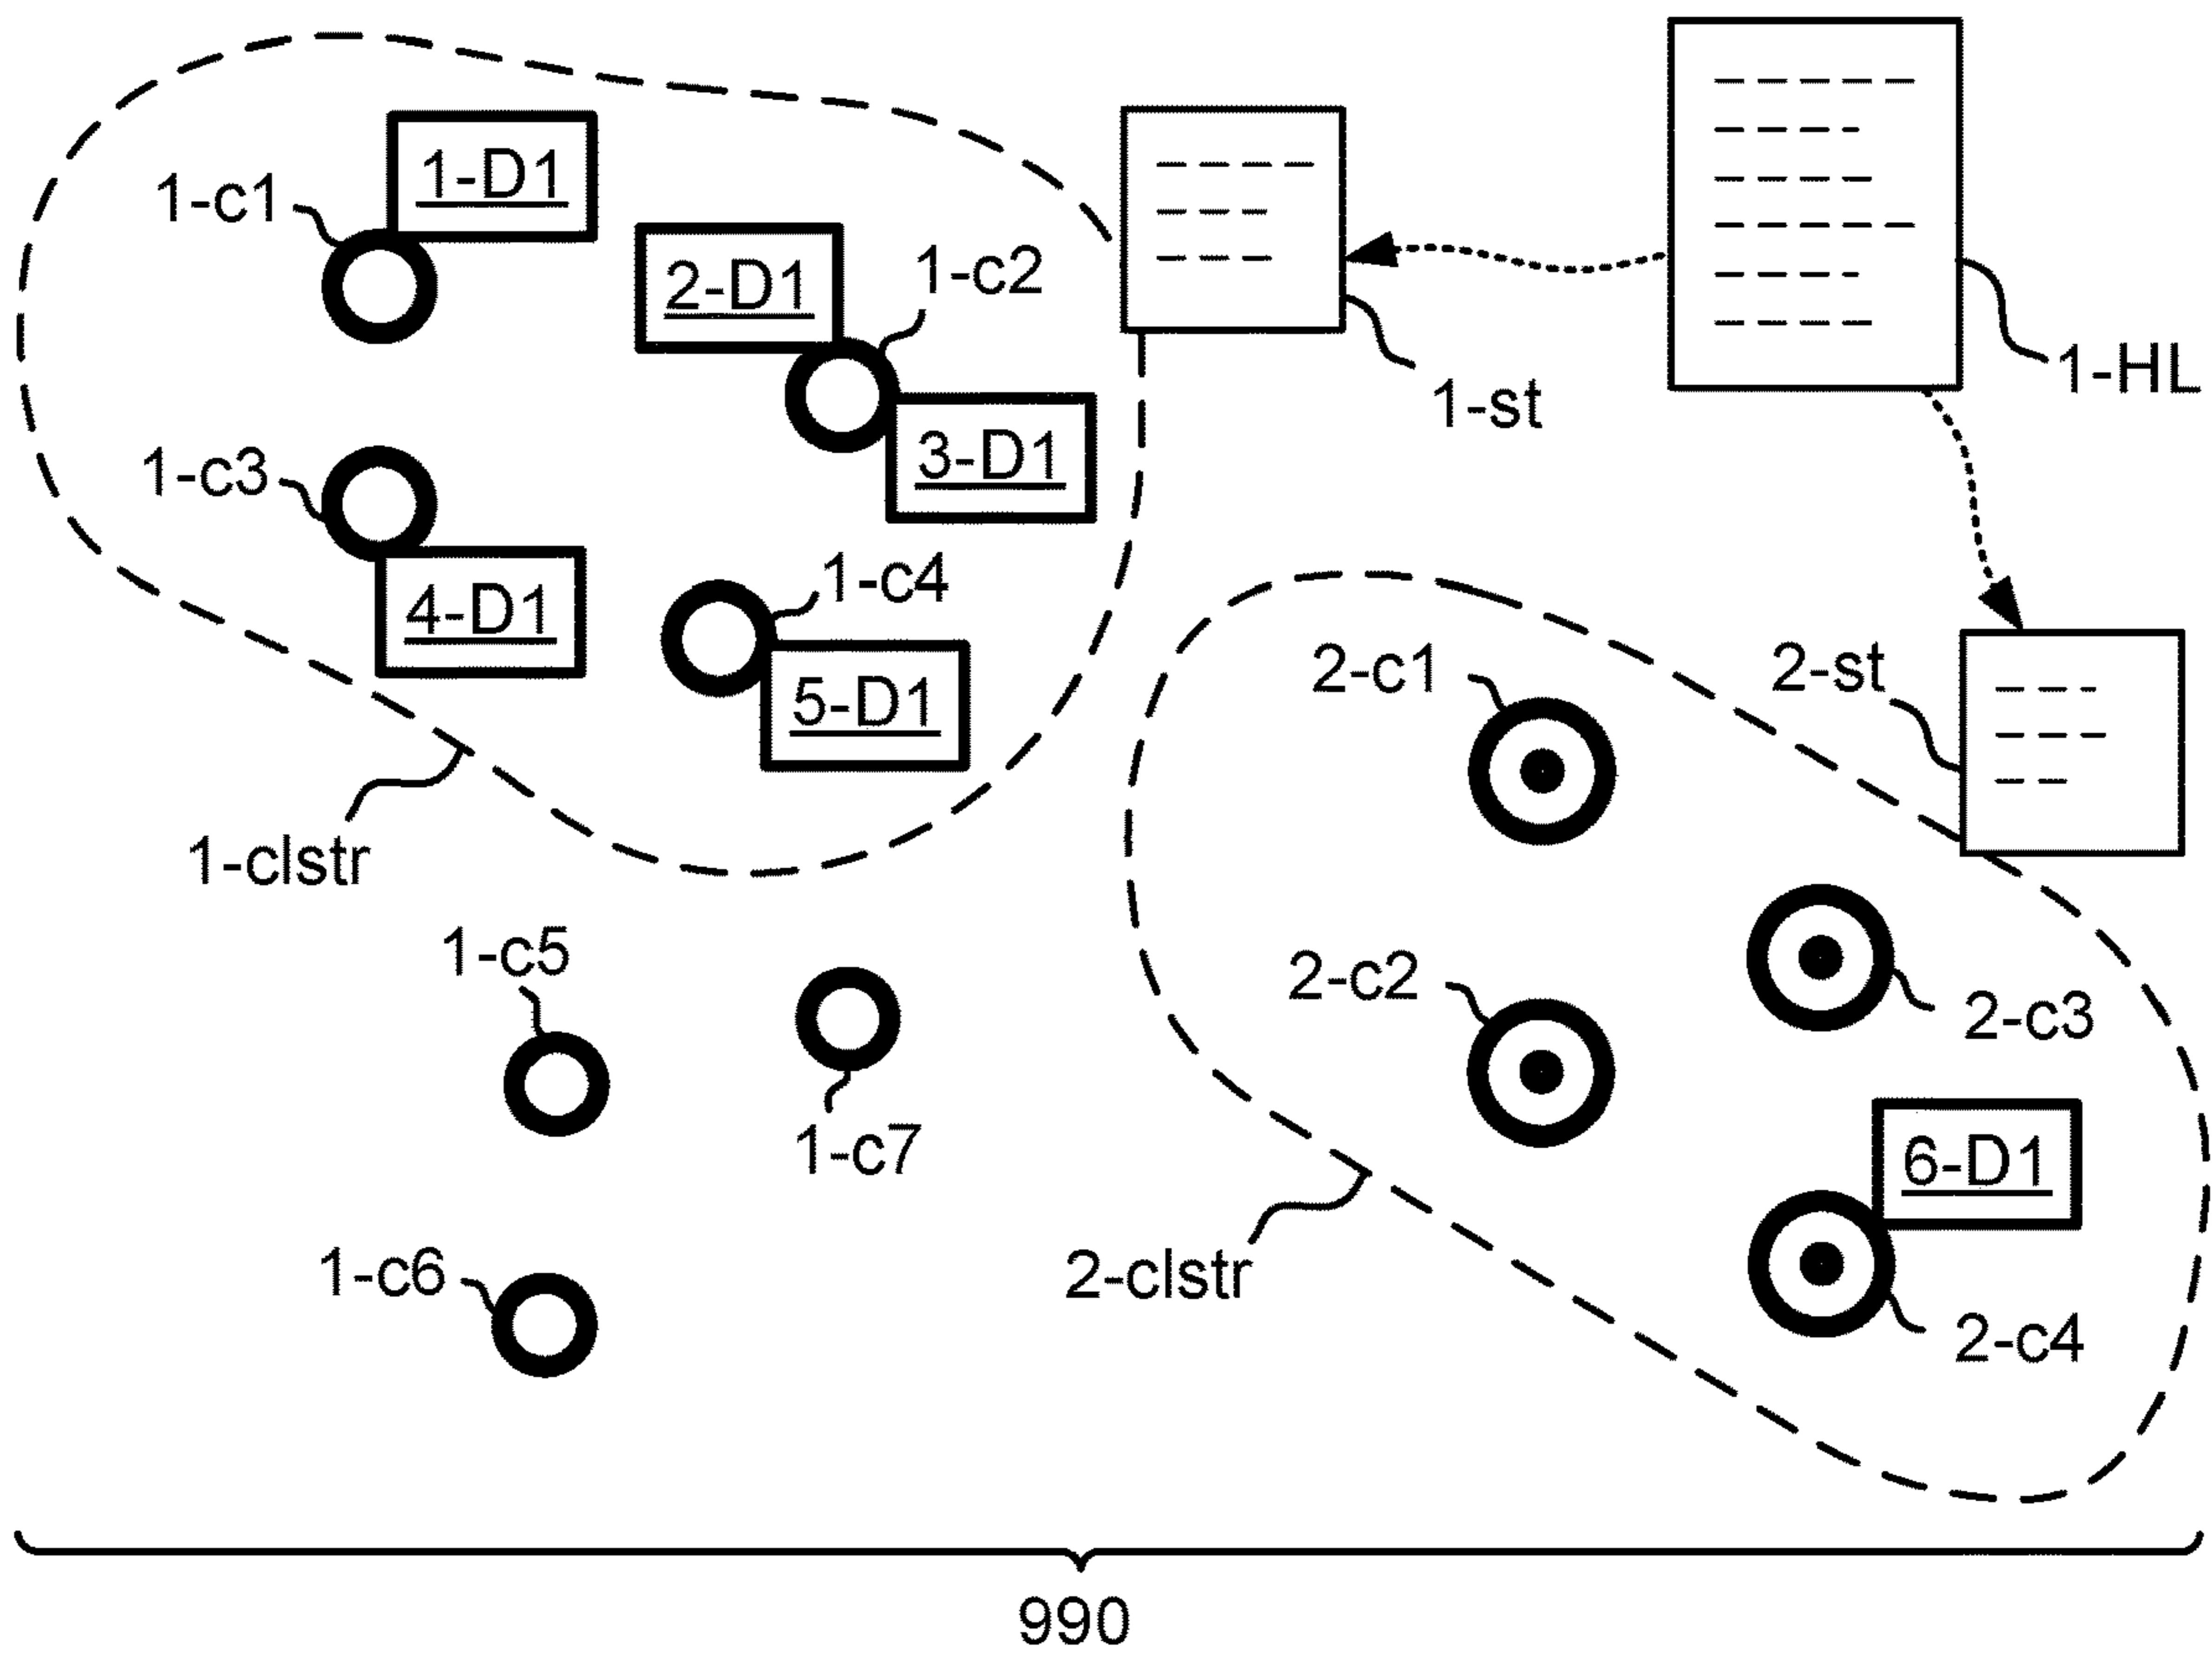 1-D1
1-c1
2-D1
1-c2
1-HL
1-st
3-D1
1-c3
1-c4
4-D1
2-c1
2-st
5-D1
1-clstr
1-c5
2-c2
2-c3
1-c7
6-D1
1-c6
2-clstr
2-c4
990